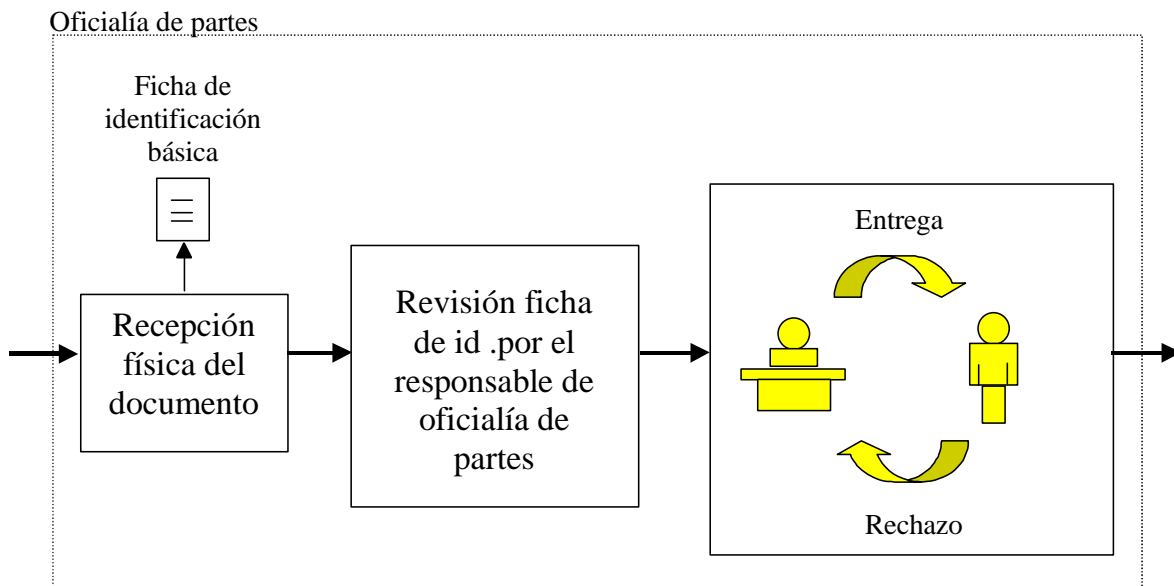 Oficialía de partes
Ficha de
identificación
básica
Recepción
física del
documento
Revisión ficha
de id .por el
responsable de
oficialía de
partes
Entrega
Rechazo